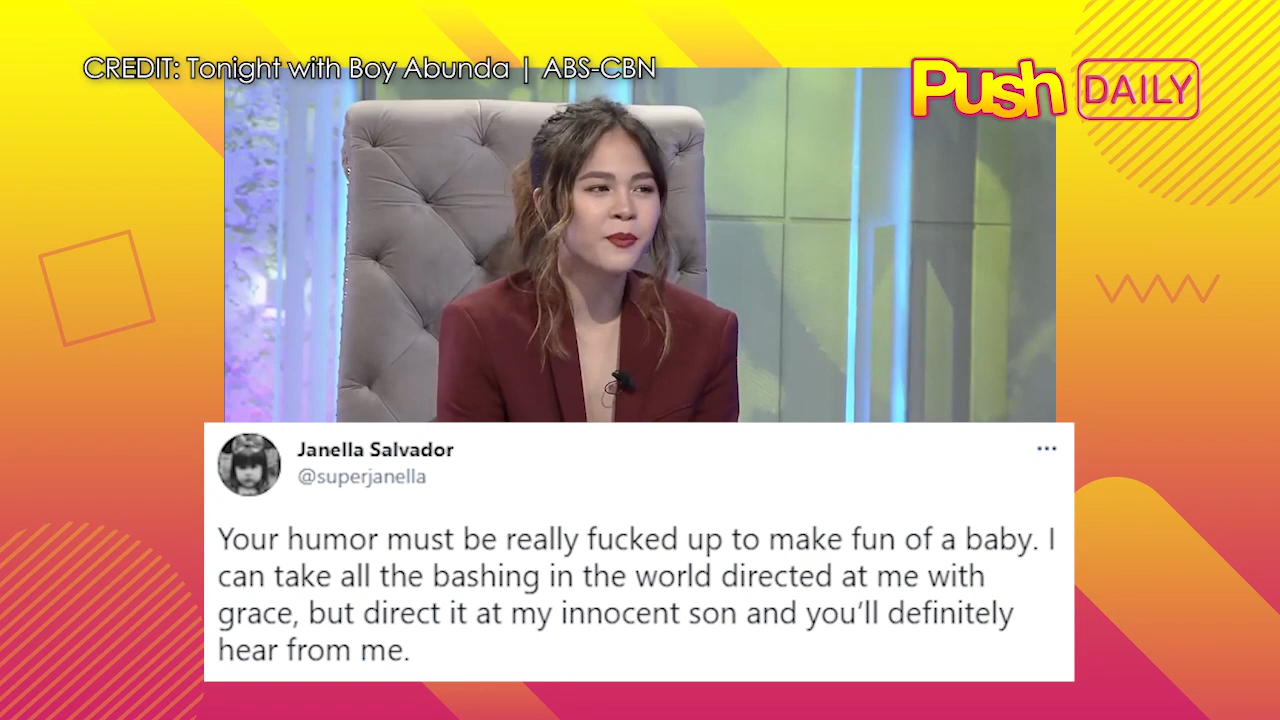 CREDIT: Tonight with Boy Abunda | ABS-CBN
Push DAILY
Janella Salvador
@superjanella
Your humor must be really fucked up to make fun of a baby. I
can take all the bashing in the world directed at me with
grace, but direct it at my innocent son and you’ll definitely
hear from me.